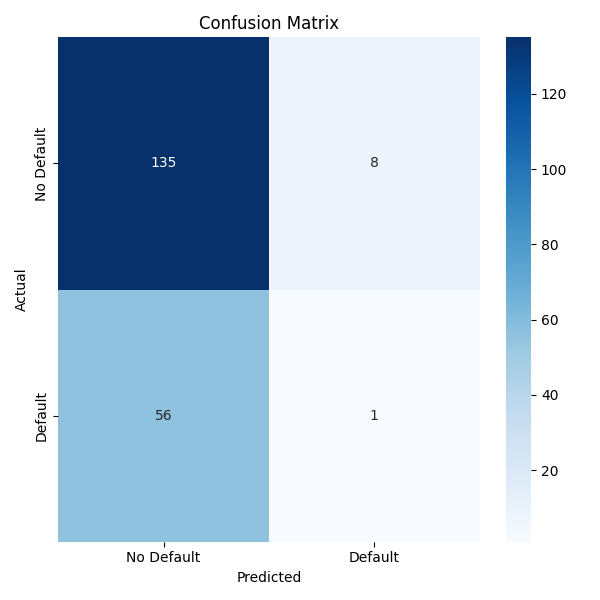 Confusion Matrix
No Default
135
8
120
100
80
60
40
20
Actual
Default
56
1
No Default
Default
Predicted